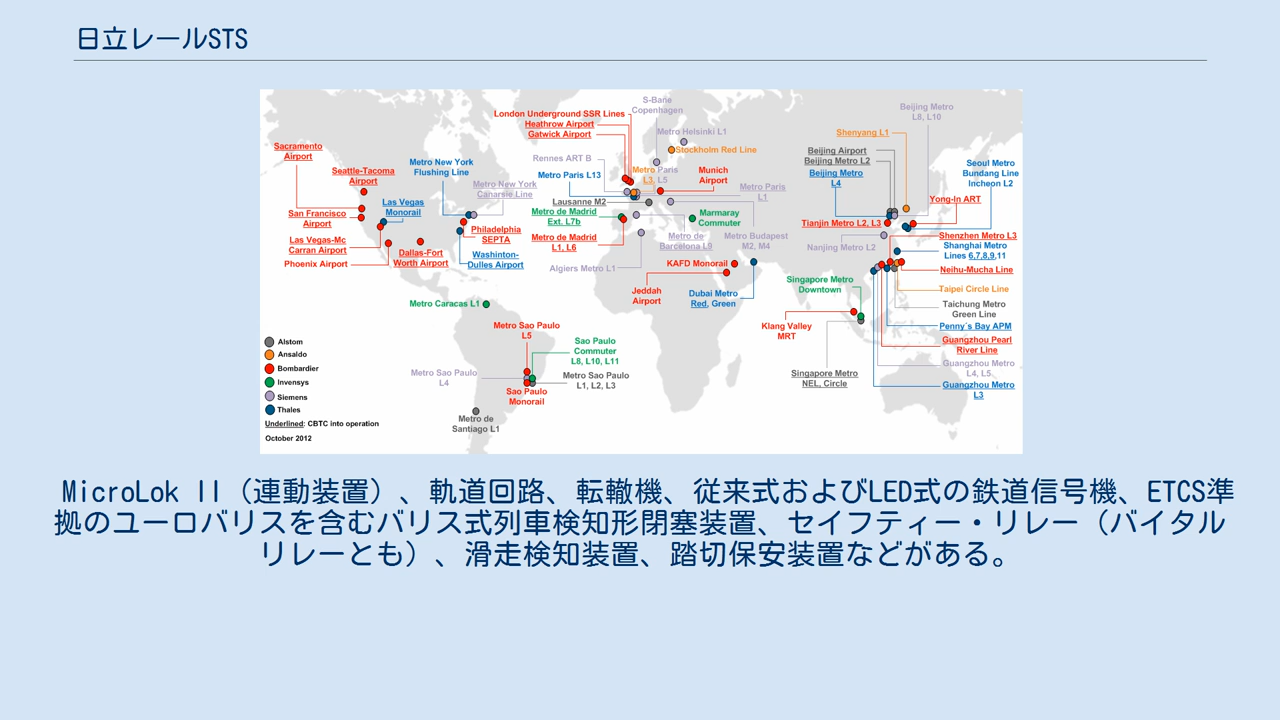 日立レールSTS
S-Bane
Copenhagen
London Underground SSR Lines
Heathrow Airport
Gatwick Airport
Metro Helsinki L1
Beijing Metro
L8, L10
Shenyang L1
Sacramento
Airport
Stockholm Red Line
Beijing Airport
Beijing Metro L2
Rennes ART B
Metro New York
Flushing Line
Seattle-Tacoma
Airport
Metro Paris
L3, L5
Munich
Airport
Beijing Metro
L4
Seoul Metro
Bundang Line
Incheon L2
Metro Paris L13
Metro New York
Canarsie Line
Metro Paris
L1
Yong-In ART
Lausanne M2
Las Vegas
Monorail
San Francisco
Airport
Metro de Madrid
Ext. L7b
Marmaray
Commuter
Tianjin Metro L2, L3
Philadelphia
SEPTA
Metro de Madrid
L1, L6
Metro de
Barcelona L9
Metro Budapest
M2, M4
Nanjing Metro L2
Shenzhen Metro L3
Shanghai Metro
Lines 6,7,8,9,11
Las Vegas-Mc
Carran Airport
Phoenix Airport
Dallas-Fort
Worth Airport
Washinton-
Dulles Airport
Algiers Metro L1
KAFD Monorail
Neihu-Mucha Line
Jeddah
Airport
Dubai Metro
Red, Green
Singapore Metro
Downtown
Taipei Circle Line
Metro Caracas L1
Taichung Metro
Green Line
Klang Valley
MRT
Penny´s Bay APM
Metro Sao Paulo
L5
Guangzhou Pearl
River Line
Sao Paulo
Commuter
L8, L10, L11
Metro Sao Paulo
L4
Metro Sao Paulo
L1, L2, L3
Singapore Metro
NEL, Circle
Guangzhou Metro
L4, L5
Guangzhou Metro
L3
Sao Paulo
Monorail
Metro de
Santiago L1
Alstom
Ansaldo
Bombardier
Invensys
Siemens
Thales
Underlined: CBTC into operation
October 2012
MicroLok II（連動装置）、軌道回路、転轍機、従来式およびLED式の鉄道信号機、ETCS準
拠のユーロバリスを含むバリス式列車検知形閉塞装置、セイフティー・リレー（バイタル
リレーとも）、滑走検知装置、踏切保安装置などがある。